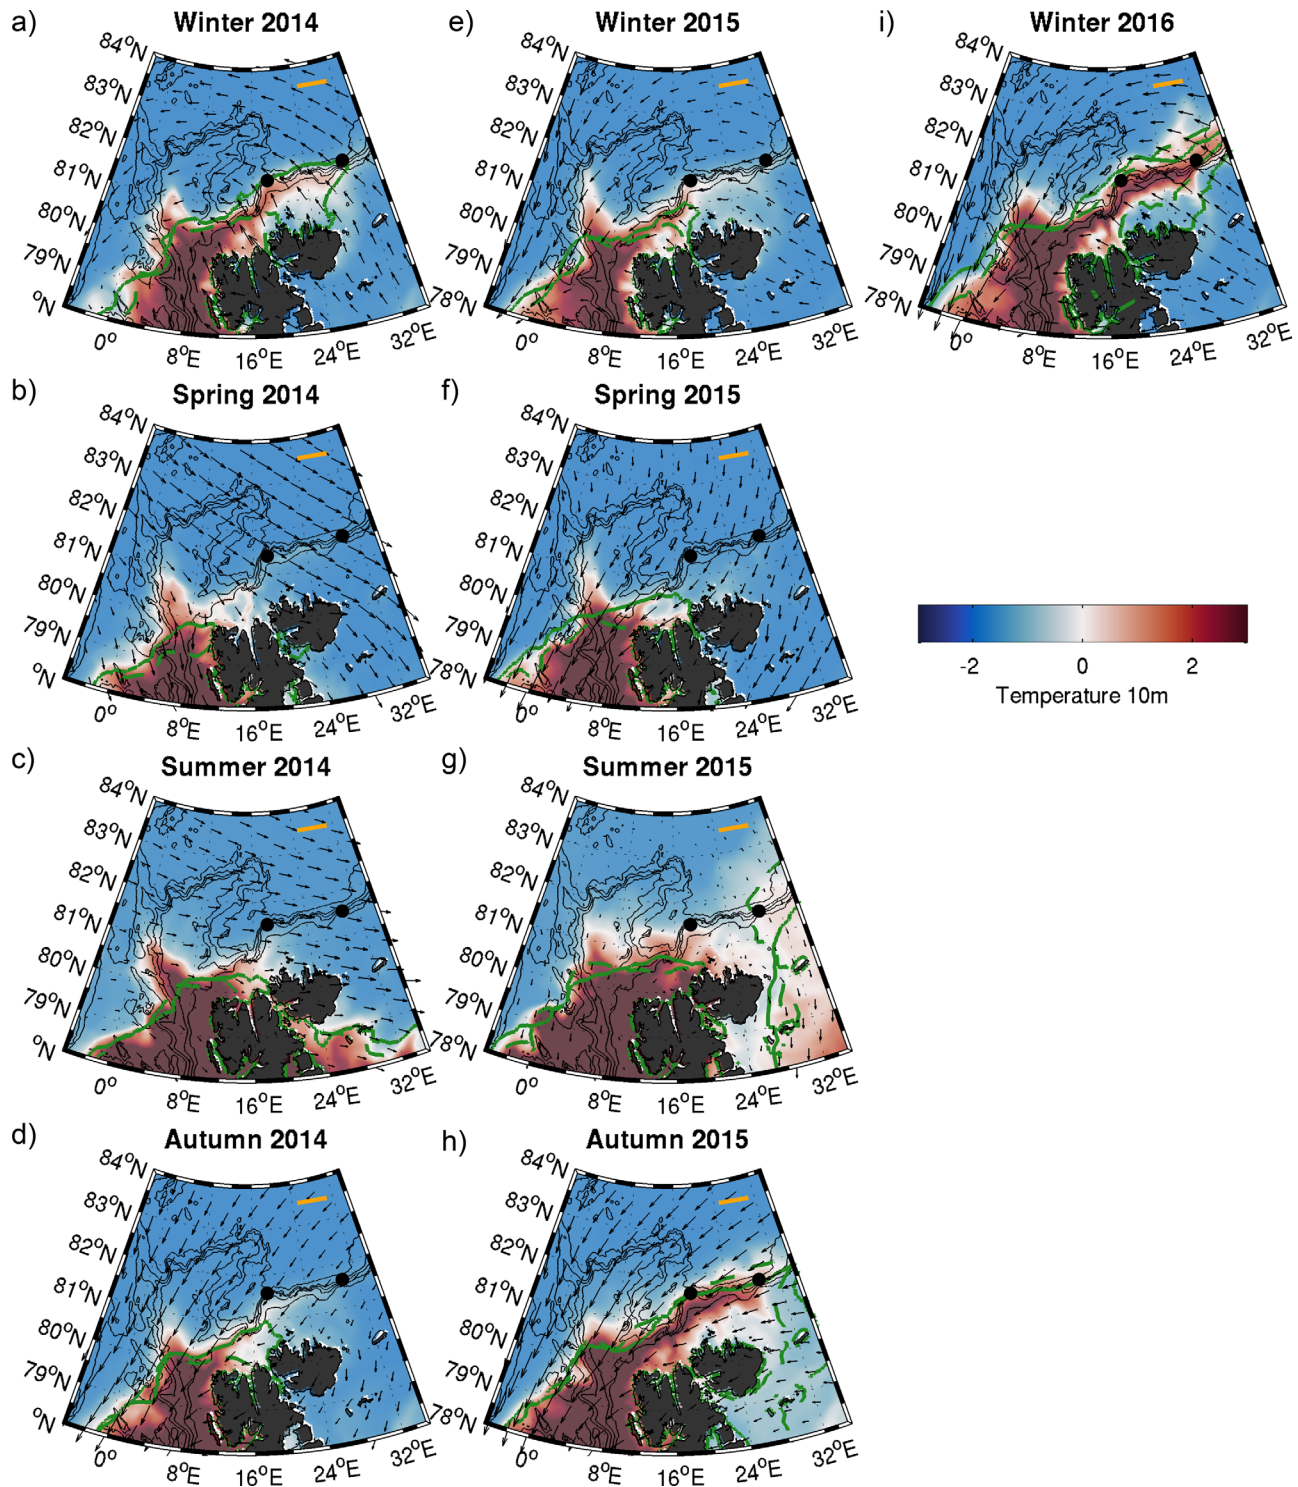 a) Winter 2014
84°N
83°N
82°N
81°N
80°N
79°N
°N
0°
8°E
16°E
24°E
32°E
e) Winter 2015
84°N
83°N
82°N
81°N
80°N
79°N
78°N
0°
8°E
16°E
24°E
32°E
i) Winter 2016
84°N
83°N
82°N
81°N
80°N
79°N
78°N
0°
8°E
16°E
24°E
32°E
b) Spring 2014
84°N
83°N
82°N
81°N
80°N
79°N
°N
0°
8°E
16°E
24°E
32°E
f) Spring 2015
84°N
83°N
82°N
81°N
80°N
79°N
78°N
0°
8°E
16°E
24°E
32°E
-2
0
2
Temperature 10m
c) Summer 2014
84°N
83°N
82°N
81°N
80°N
79°N
°N
0°
8°E
16°E
24°E
32°E
g) Summer 2015
84°N
83°N
82°N
81°N
80°N
79°N
78°N
0°
8°E
16°E
24°E
32°E
d) Autumn 2014
84°N
83°N
82°N
81°N
80°N
79°N
°N
0°
8°E
16°E
24°E
32°E
h) Autumn 2015
84°N
83°N
82°N
81°N
80°N
79°N
78°N
0°
8°E
16°E
24°E
32°E